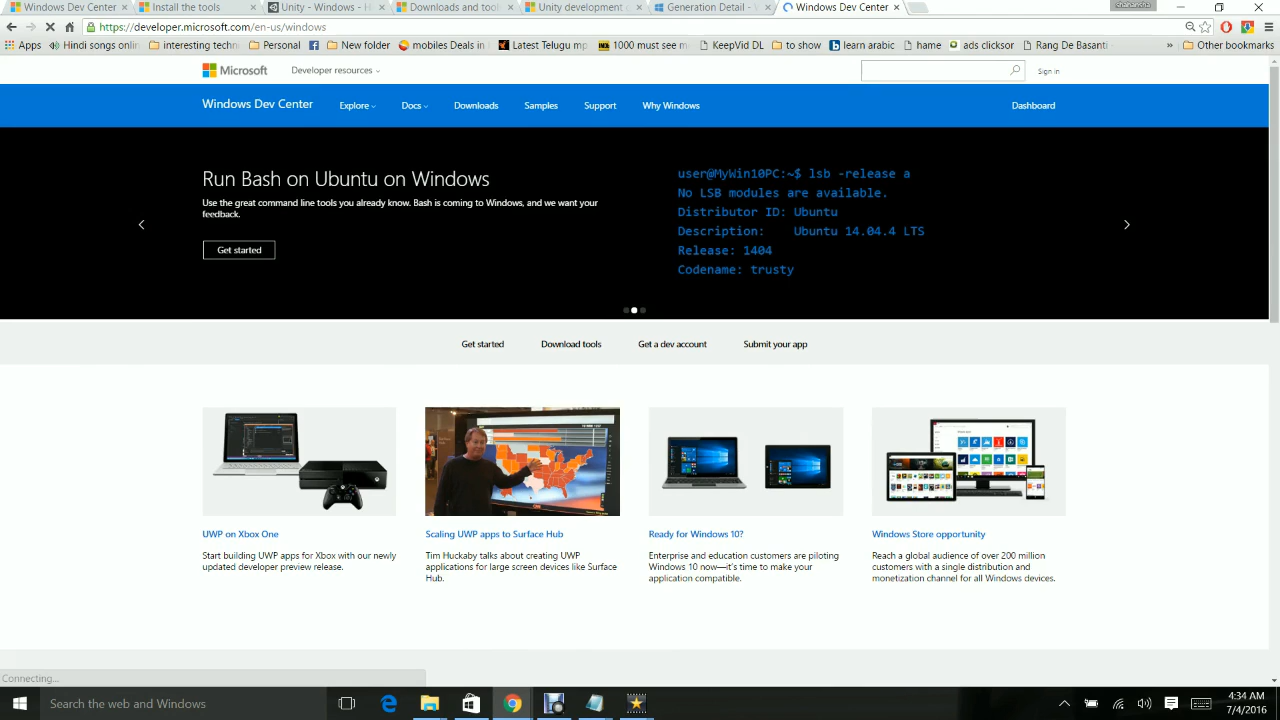 Windows Dev Center
Install the tools
Unity - Windows - H
Downloads and tools
Unity development
Generation Detail - V
Windows Dev Center
https://developer.microsoft.com/en-us/windows
Apps
Hindi songs online
interesting techno
Personal
New folder
mobiles Deals in
Latest Telugu mp
1000 must see m
KeepVid DL
to show
learn arabic
hame
ads clickson
Rang De Basanti
»
Other bookmarks
Microsoft
Developer resources
Sign in
Windows Dev Center
Explore
Docs
Downloads
Samples
Support
Why Windows
Dashboard
Run Bash on Ubuntu on Windows
Use the great command line tools you already know. Bash is coming to Windows, and we want your
feedback.
Get started
user@MyWin10PC:~$ lsb -release a
No LSB modules are available.
Distributor ID: Ubuntu
Description: Ubuntu 14.04.4 LTS
Release: 1404
Codename: trusty
Get started
Download tools
Get a dev account
Submit your app
UWP on Xbox One
Start building UWP apps for Xbox with our newly
updated developer preview release.
Scaling UWP apps to Surface Hub
Tim Huckaby talks about creating UWP
applications for large screen devices like Surface
Hub.
Ready for Windows 10?
Enterprise and education customers are piloting
Windows 10 now—it's time to make your
application compatible.
Windows Store opportunity
Reach a global audience of over 200 million
customers with a single distribution and
monetization channel for all Windows devices.
Connecting...
Search the web and Windows
4:34 AM
7/4/2016